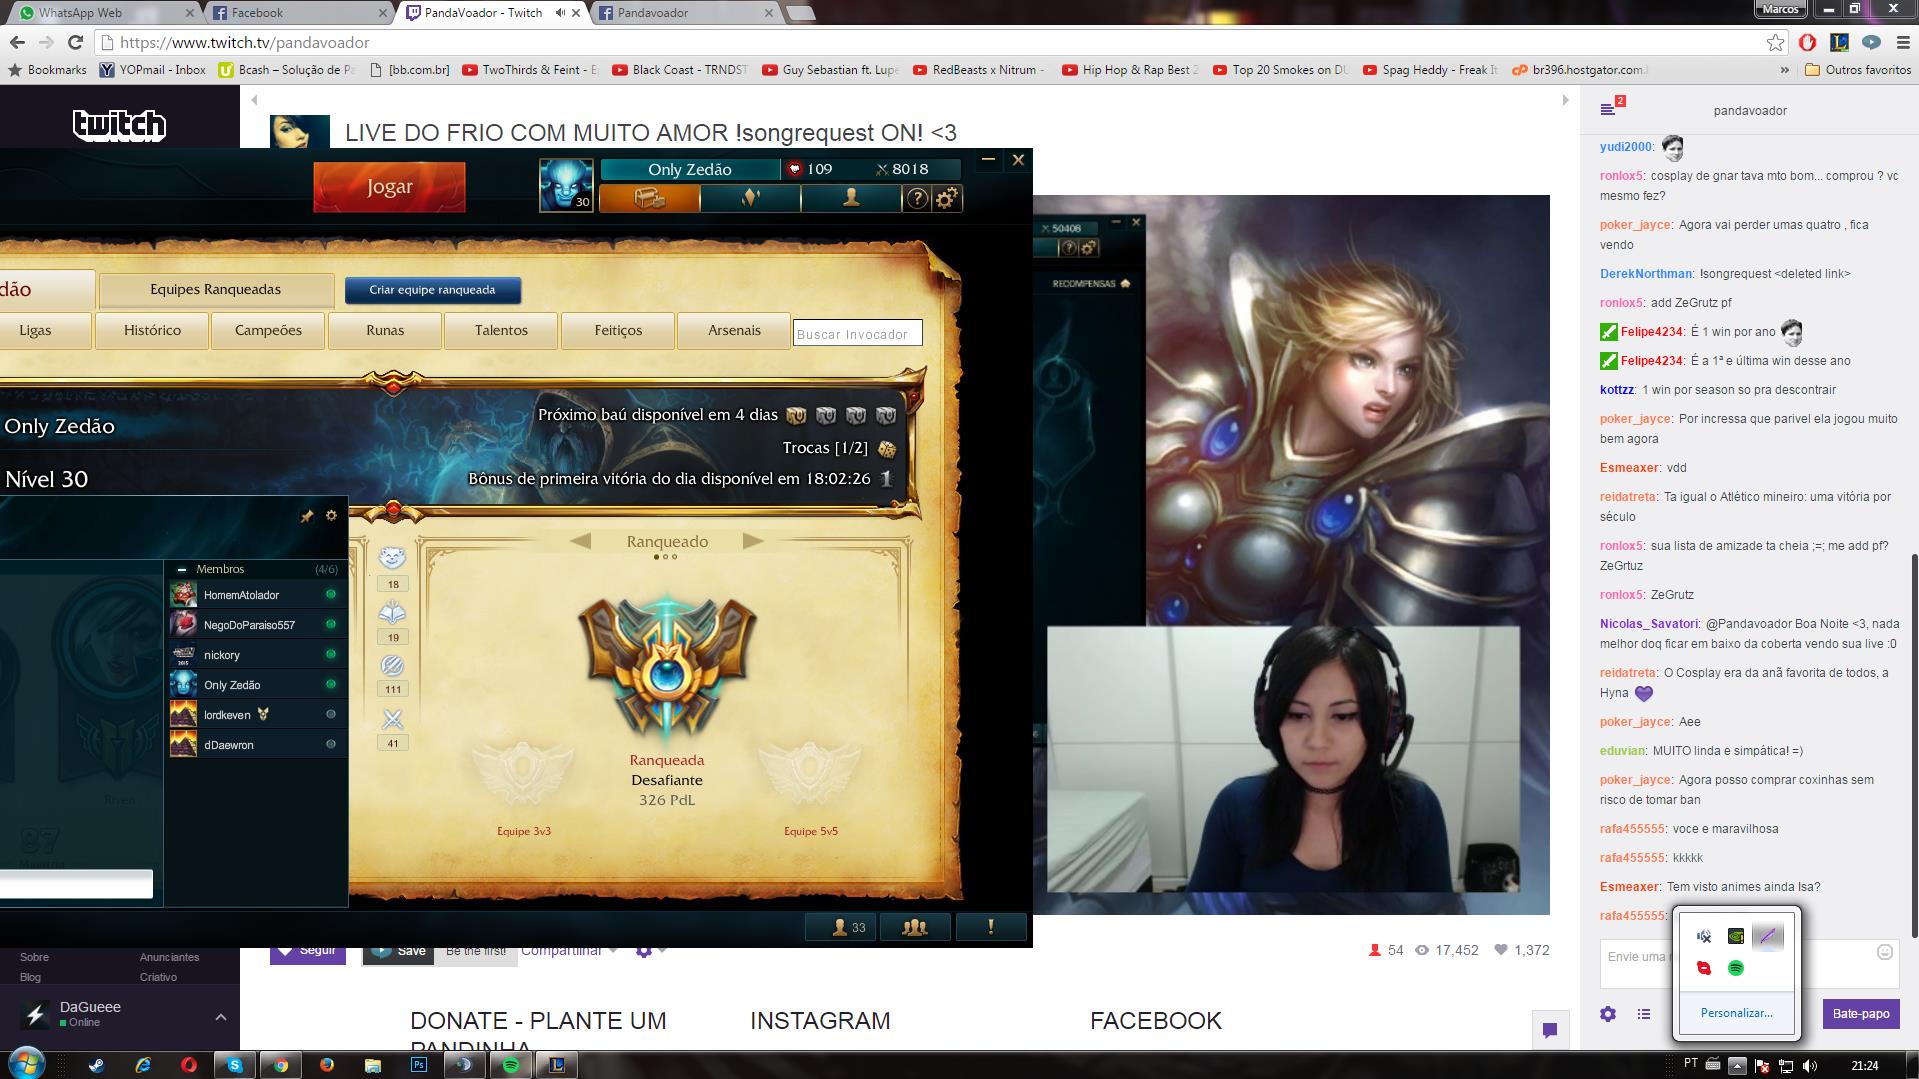 WhatsApp Web
Facebook
PandaVoador - Twitch
Pandavoador
Marcos
https://www.twitch.tv/pandavoador
Bookmarks
YOPmail - Inbox
Bcash – Solução de Pa
[bb.com.br]
TwoThirds & Feint - E
Black Coast - TRNDST
Guy Sebastian ft. Lupe
RedBeasts x Nitrum -
Hip Hop & Rap Best 2
Top 20 Smokes on DU
Spag Heddy - Freak It
br396.hostgator.com.
»
Outros favoritos
twitch
LIVE DO FRIO COM MUITO AMOR !songrequest ON! <3
2
pandavoador
Jogar
30
Only Zedão
109
8018
?
dão
Equipes Ranqueadas
Criar equipe ranqueada
Ligas
Histórico
Campeões
Runas
Talentos
Feitiços
Arsenais
Buscar Invocador
Only Zedão
Nível 30
Próximo baú disponível em 4 dias
Trocas [1/2]
Bônus de primeira vitória do dia disponível em 18:02:26
Ranqueado
18
19
111
41
Ranqueada
Desafiante
326 PdL
Equipe 3v3
Equipe 5v5
Membros (4/6)
HomemAtolador
NegoDoParaiso557
nickory
Only Zedão
lordkeven
dDaewron
Riven
87
Maestria
33
50408
RECOMPENSAS
yudi2000:
ronlox5: cosplay de gnar tava mto bom... comprou ? vc
mesmo fez?
poker_jayce: Agora vai perder umas quatro , fica
vendo
DerekNorthman: !songrequest <deleted link>
ronlox5: add ZeGrutz pf
Felipe4234: É 1 win por ano
Felipe4234: É a 1ª e última win desse ano
kottzz: 1 win por season so pra descontrair
poker_jayce: Por incressa que parivel ela jogou muito
bem agora
Esmeaxer: vdd
reidatreta: Ta igual o Atlético mineiro: uma vitória por
século
ronlox5: sua lista de amizade ta cheia ;=; me add pf?
ZeGrtuz
ronlox5: ZeGrutz
Nicolas_Savatori: @Pandavoador Boa Noite <3, nada
melhor doq ficar em baixo da coberta vendo sua live :0
reidatreta: O Cosplay era da anã favorita de todos, a
Hyna
poker_jayce: Aee
eduvian: MUITO linda e simpática! =)
poker_jayce: Agora posso comprar coxinhas sem
risco de tomar ban
rafa455555: voce e maravilhosa
rafa455555: kkkkk
Esmeaxer: Tem visto animes ainda Isa?
rafa455555:
Envie uma
Personalizar...
Bate-papo
Seguir
Save
Be the first!
Compartilhar
54
17,452
1,372
Sobre
Anunciantes
Blog
Criativo
DaGueee
Online
DONATE - PLANTE UM
PANDINHA
INSTAGRAM
FACEBOOK
PT
21:24